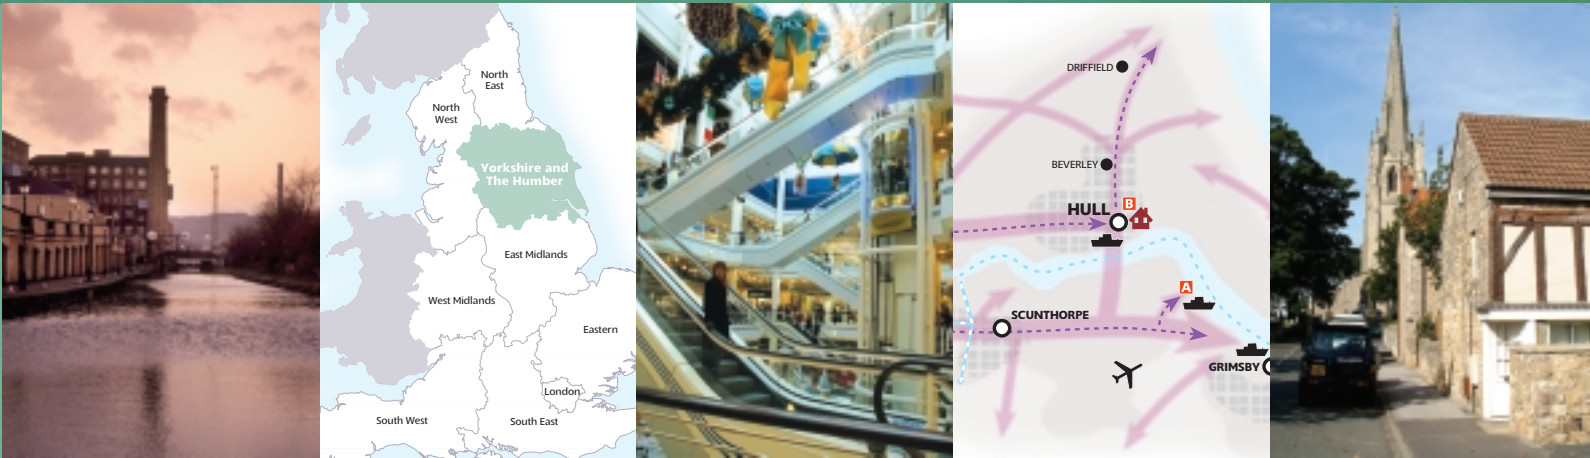 North
East
North
West
Yorkshire and
The Humber
East Midlands
West Midlands
Eastern
London
South West
South East
DRIFFIELD
BEVERLEY
HULL
B
A
SCUNTHORPE
GRIMSBY